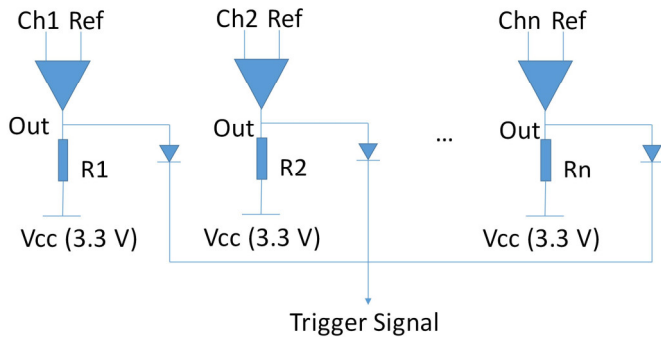 Ch1 Ref
Ch2 Ref
Chn Ref
Out
Out
...
Out
R1
R2
Rn
Vcc (3.3 V)
Vcc (3.3 V)
Vcc (3.3 V)
Trigger Signal